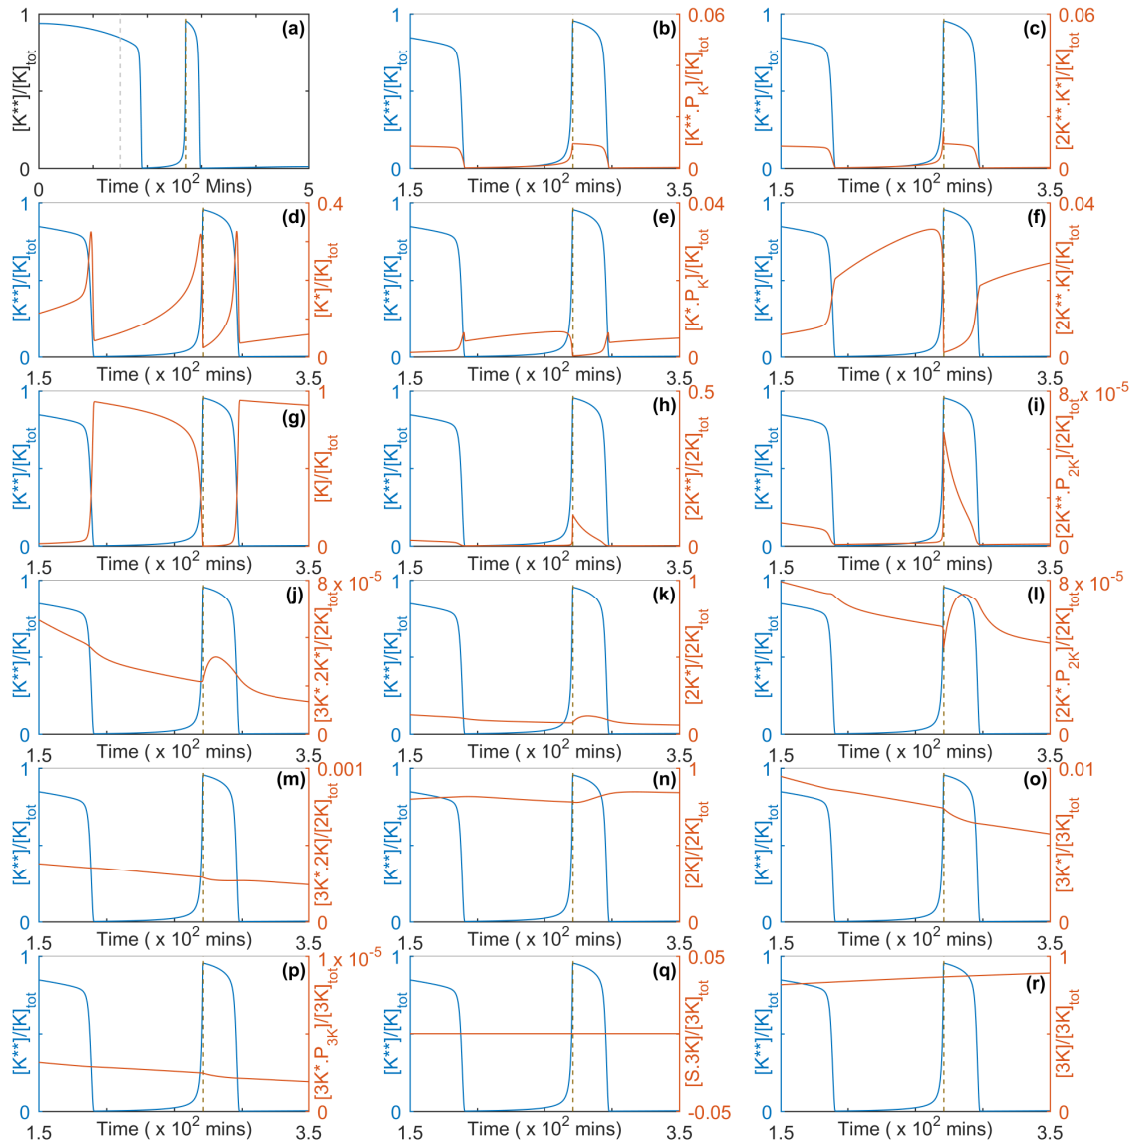 1
(a)
[K**]/[K]to:
0
0
Time ( x 10² Mins)
5
1
0.06
(b)
[K**]/[K]to:
[K**.P_K]/[K]tot
0
0
1.5
Time ( x 10² mins)
3.5
1
0.06
(c)
[K**]/[K]to:
[2K**.K*]/[K]tot
0
0
1.5
Time ( x 10² mins)
3.5
1
0.4
(d)
[K**]/[K]tot
[K*]/[K]tot
0
0
1.5
Time ( x 10² mins)
3.5
1
0.04
(e)
[K**]/[K]tot
[K*.P_K]/[K]tot
0
0
1.5
Time ( x 10² mins)
3.5
1
0.04
(f)
[K**]/[K]tot
[2K**.K]/[K]tot
0
0
1.5
Time ( x 10² mins)
3.5
1
1
(g)
[K**]/[K]tot
[K]/[K]tot
0
0
1.5
Time ( x 10² mins)
3.5
1
0.5
(h)
[K**]/[K]tot
[2K**]/[2K]tot
0
0
1.5
Time ( x 10² mins)
3.5
1
8 x 10⁻⁵
(i)
[K**]/[K]tot
[2K**.P_2K]/[2K]tot
0
0
1.5
Time ( x 10² mins)
3.5
1
8 x 10⁻⁵
(j)
[K**]/[K]tot
[3K*.2K*]/[2K]tot
0
0
1.5
Time ( x 10² mins)
3.5
1
1
(k)
[K**]/[K]tot
[2K*]/[2K]tot
0
0
1.5
Time ( x 10² mins)
3.5
1
8 x 10⁻⁵
(l)
[K**]/[K]tot
[2K*.P_2K]/[2K]tot
0
0
1.5
Time ( x 10² mins)
3.5
1
0.001
(m)
[K**]/[K]tot
[3K*.2K]/[2K]tot
0
0
1.5
Time ( x 10² mins)
3.5
1
1
(n)
[K**]/[K]tot
[2K]/[2K]tot
0
0
1.5
Time ( x 10² mins)
3.5
1
0.01
(o)
[K**]/[K]tot
[3K*]/[3K]tot
0
0
1.5
Time ( x 10² mins)
3.5
1
1 x 10⁻⁵
(p)
[K**]/[K]tot
[3K*.P_3K]/[3K]tot
0
0
1.5
Time ( x 10² mins)
3.5
1
0.05
(q)
[K**]/[K]tot
[S.3K]/[3K]tot
0
-0.05
1.5
Time ( x 10² mins)
3.5
1
1
(r)
[K**]/[K]tot
[3K]/[3K]tot
0
0
1.5
Time ( x 10² mins)
3.5